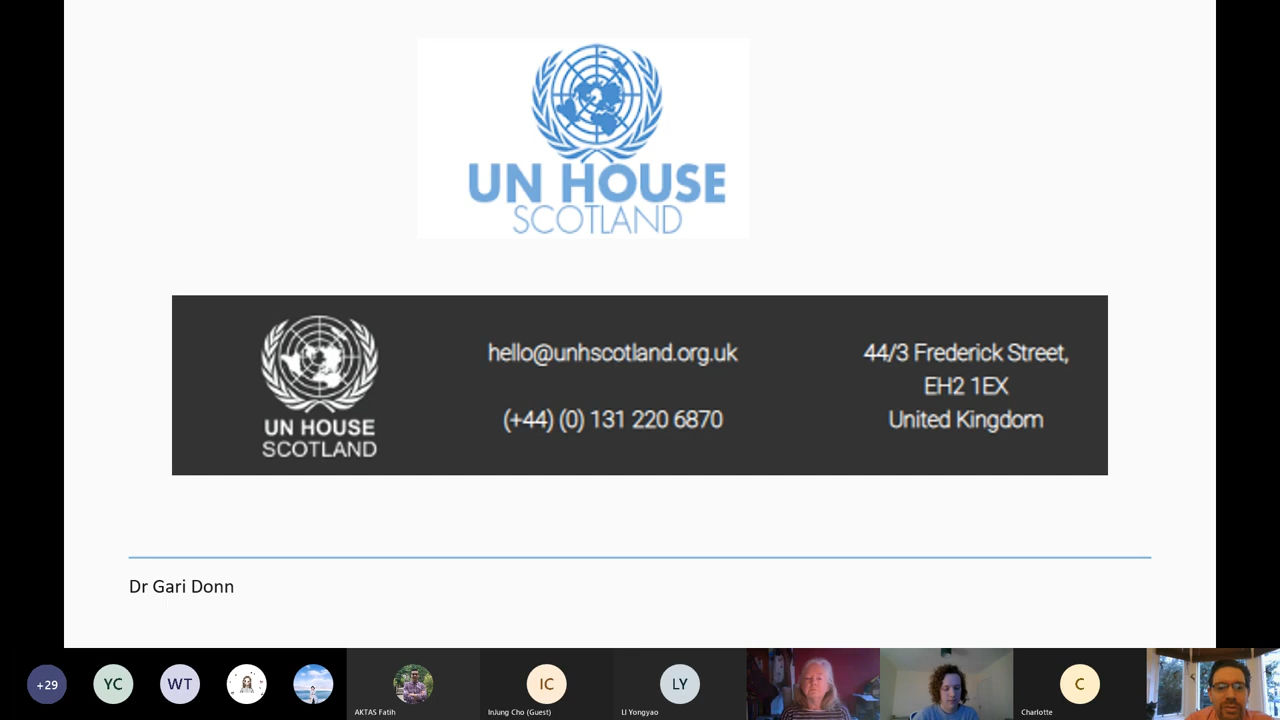 UN HOUSE
SCOTLAND
UN HOUSE
SCOTLAND
hello@unhscotland.org.uk
(+44) (0) 131 220 6870
44/3 Frederick Street,
EH2 1EX
United Kingdom
Dr Gari Donn
+29
YC
WT
AKTAS Fatih
IC
InJung Cho (Guest)
LY
LI Yongyao
C
Charlotte